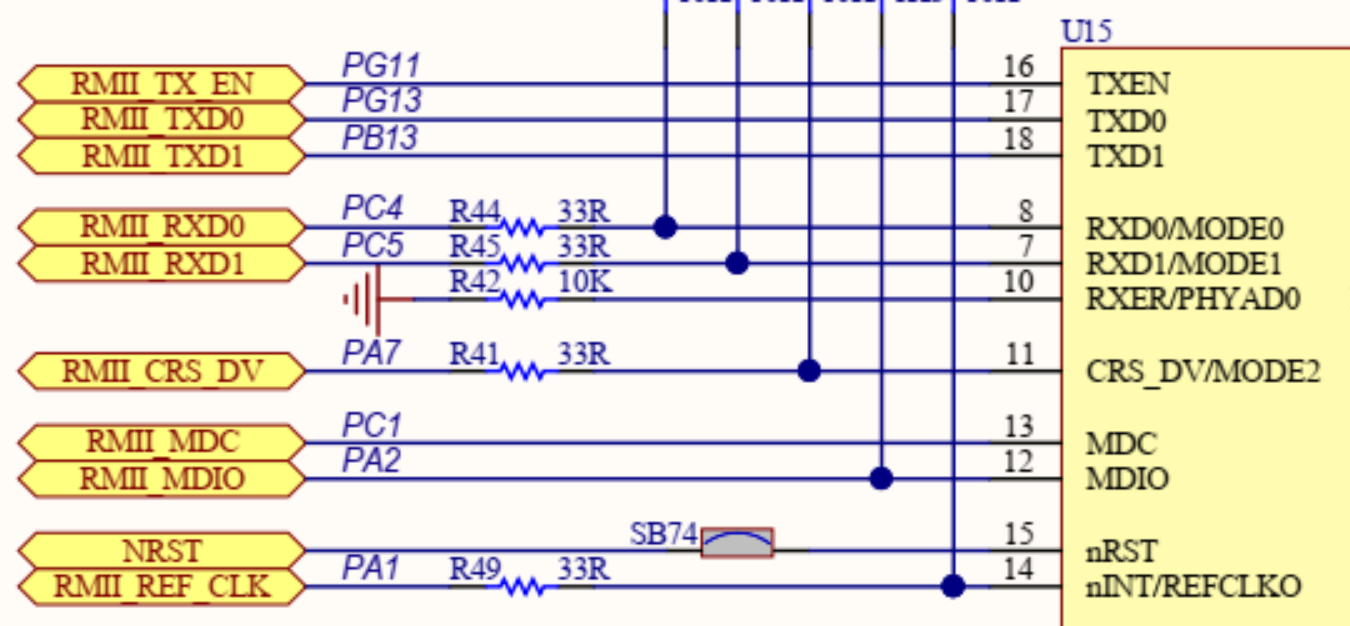 U15
RMII_TX_EN PG11 16 TXEN
RMII_TXD0 PG13 17 TXD0
RMII_TXD1 PB13 18 TXD1
RMII_RXD0 PC4 R44 33R 8 RXD0/MODE0
RMII_RXD1 PC5 R45 33R 7 RXD1/MODE1
R42 10K 10 RXER/PHYAD0
RMII_CRS_DV PA7 R41 33R 11 CRS_DV/MODE2
RMII_MDC PC1 13 MDC
RMII_MDIO PA2 12 MDIO
NRST SB74 15 nRST
RMII_REF_CLK PA1 R49 33R 14 nINT/REFCLKO